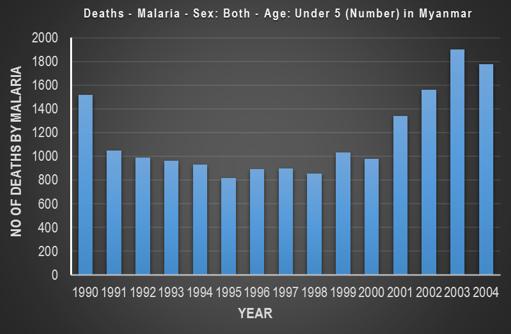 Deaths - Malaria - Sex: Both - Age: Under 5 (Number) in Myanmar
NO OF DEATHS BY MALARIA
2000
1800
1600
1400
1200
1000
800
600
400
200
0
1990 1991 1992 1993 1994 1995 1996 1997 1998 1999 2000 2001 2002 2003 2004
YEAR